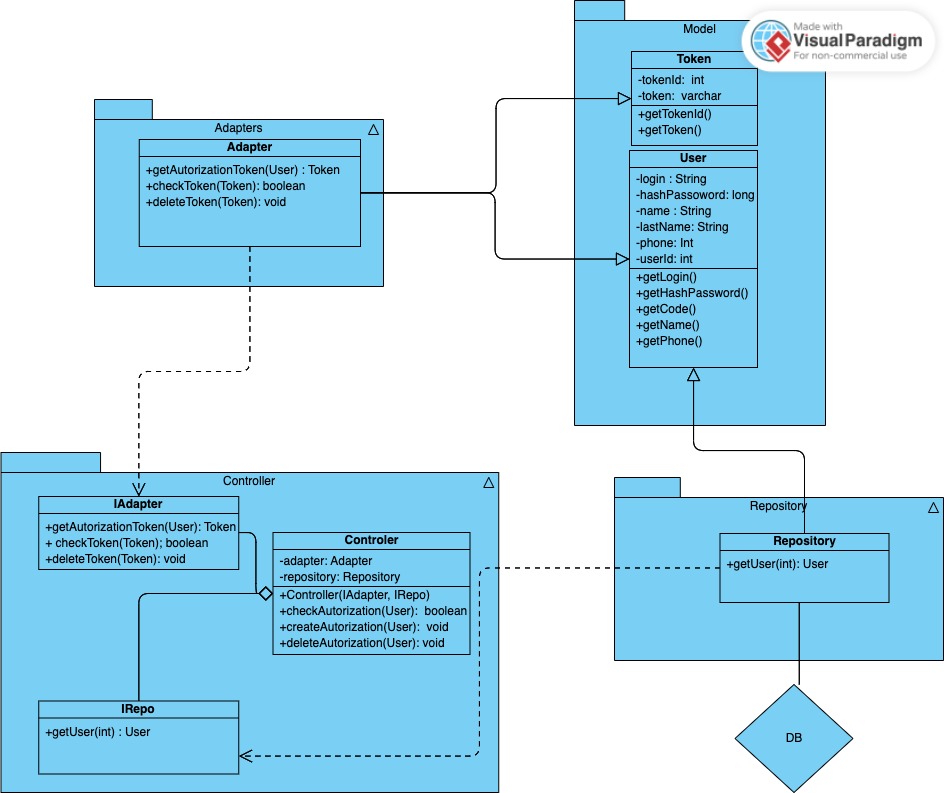 Made with
VisualParadigm
For non-commercial use
Model
Token
-tokenId:  int
-token:  varchar
+getTokenId()
+getToken()
User
-login : String
-hashPassoword: long
-name : String
-lastName: String
-phone: Int
-userId: int
+getLogin()
+getHashPassword()
+getCode()
+getName()
+getPhone()
Adapters
Adapter
+getAutorizationToken(User) : Token
+checkToken(Token): boolean
+deleteToken(Token): void
Controller
IAdapter
+getAutorizationToken(User): Token
+ checkToken(Token); boolean
+deleteToken(Token): void
Controler
-adapter: Adapter
-repository: Repository
+Controller(IAdapter, IRepo)
+checkAutorization(User):  boolean
+createAutorization(User):  void
+deleteAutorization(User): void
IRepo
+getUser(int) : User
Repository
Repository
+getUser(int): User
DB